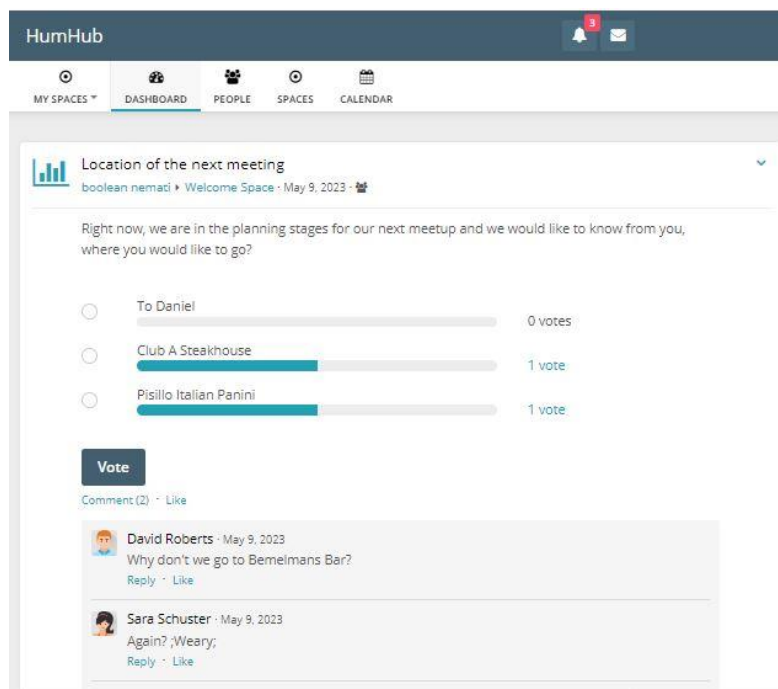 HumHub
3
MY SPACES
DASHBOARD
PEOPLE
SPACES
CALENDAR
Location of the next meeting
boolean nemati Welcome Space · May 9, 2023 ·
Right now, we are in the planning stages for our next meetup and we would like to know from you,
where you would like to go?
To Daniel
0 votes
Club A Steakhouse
1 vote
Pisillo Italian Panini
1 vote
Vote
Comment (2) · Like
David Roberts · May 9, 2023
Why don't we go to Bemelmans Bar?
Reply · Like
Sara Schuster · May 9, 2023
Again? ;Weary;
Reply · Like